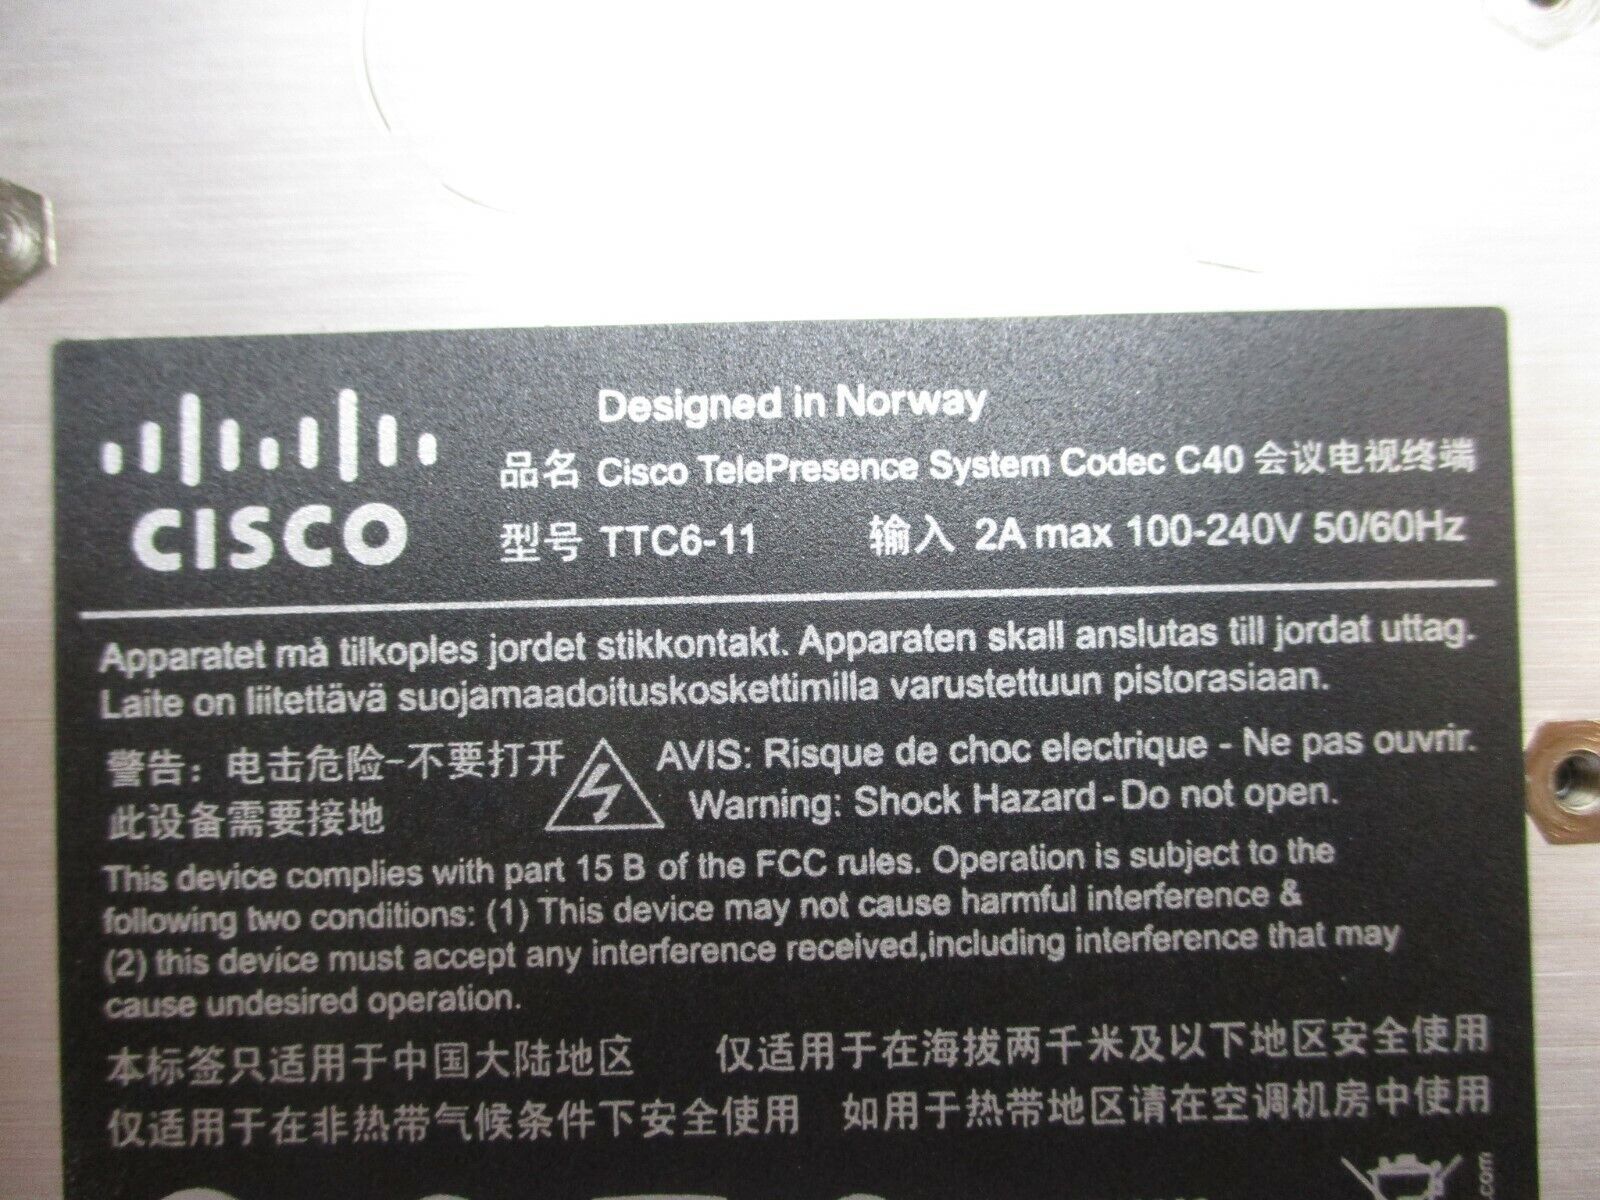 Designed in Norway
CISCO
品名 Cisco TelePresence System Codec C40 会议电视终端
型号 TTC6-11 输入 2A max 100-240V 50/60Hz
Apparatet må tilkoples jordet stikkontakt. Apparaten skall anslutas till jordat uttag.
Laite on liitettävä suojamaadoituskoskettimilla varustettuun pistorasiaan.
警告：电击危险-不要打开
此设备需要接地
AVIS: Risque de choc electrique - Ne pas ouvrir.
Warning: Shock Hazard - Do not open.
This device complies with part 15 B of the FCC rules. Operation is subject to the
following two conditions: (1) This device may not cause harmful interference &
(2) this device must accept any interference received,including interference that may
cause undesired operation.
本标签只适用于中国大陆地区 仅适用于在海拔两千米及以下地区安全使用
仅适用于在非热带气候条件下安全使用 如用于热带地区请在空调机房中使用